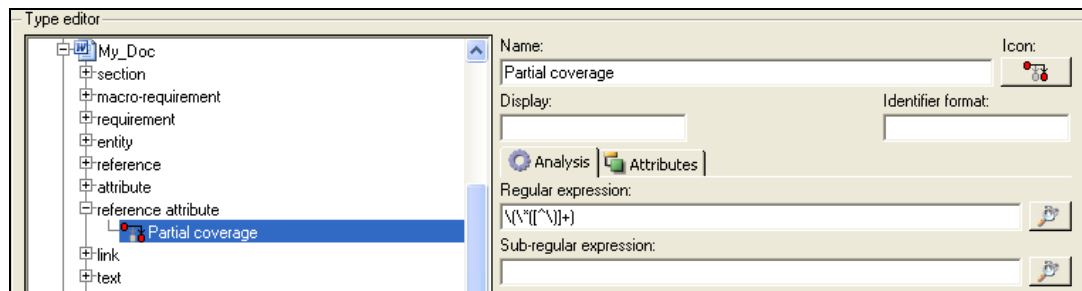 Type editor
My_Doc
section
macro-requirement
requirement
entity
reference
attribute
reference attribute
Partial coverage
link
text
Name:
Icon:
Partial coverage
Display:
Identifier format:
Analysis
Attributes
Regular expression:
\(\*([^\)]+)
Sub-regular expression: